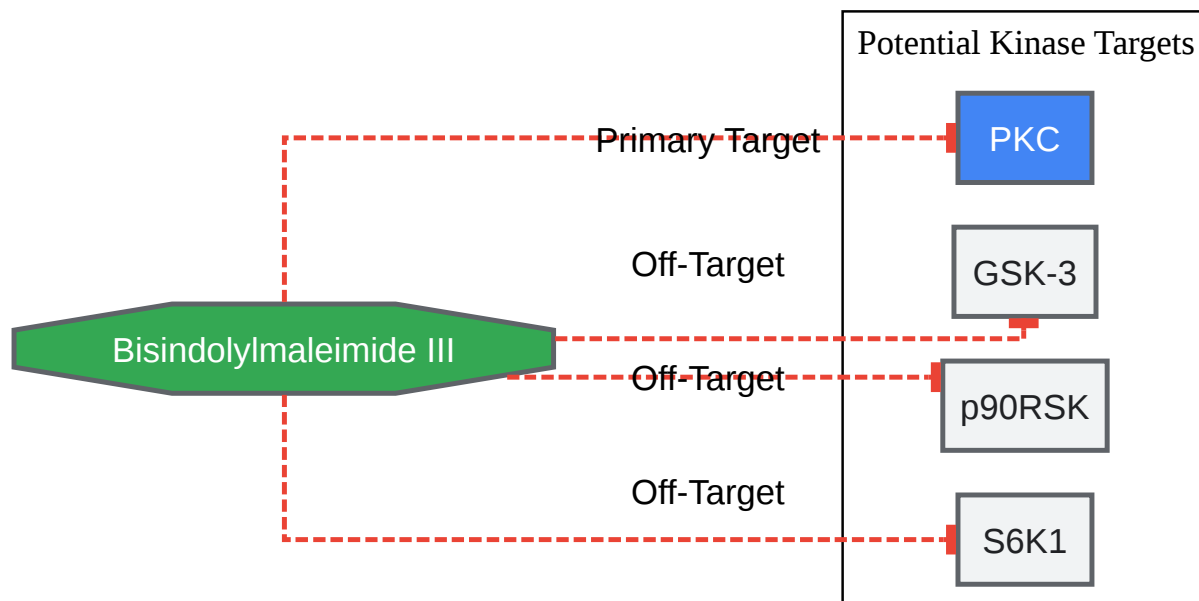 Potential Kinase Targets
Primary Target
PKC
Off-Target
GSK-3
Bisindolylmaleimide III
Off-Target
p90RSK
Off-Target
S6K1